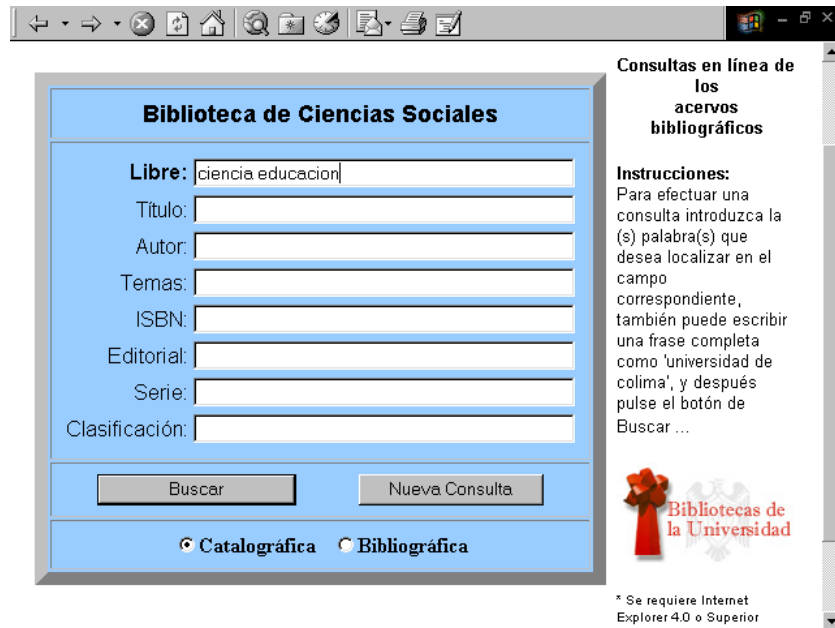 Biblioteca de Ciencias Sociales
Libre: ciencia educacion
Título:
Autor:
Temas:
ISBN:
Editorial:
Serie:
Clasificación:
Buscar Nueva Consulta
Catalográfica Bibliográfica
Consultas en línea de
los
acervos
bibliográficos
Instrucciones:
Para efectuar una
consulta introduzca la
(s) palabra(s) que
desea localizar en el
campo
correspondiente,
también puede escribir
una frase completa
como 'universidad de
colima', y después
pulse el botón de
Buscar ...
Bibliotecas de
la Universidad
* Se requiere Internet
Explorer 4.0 o Superior